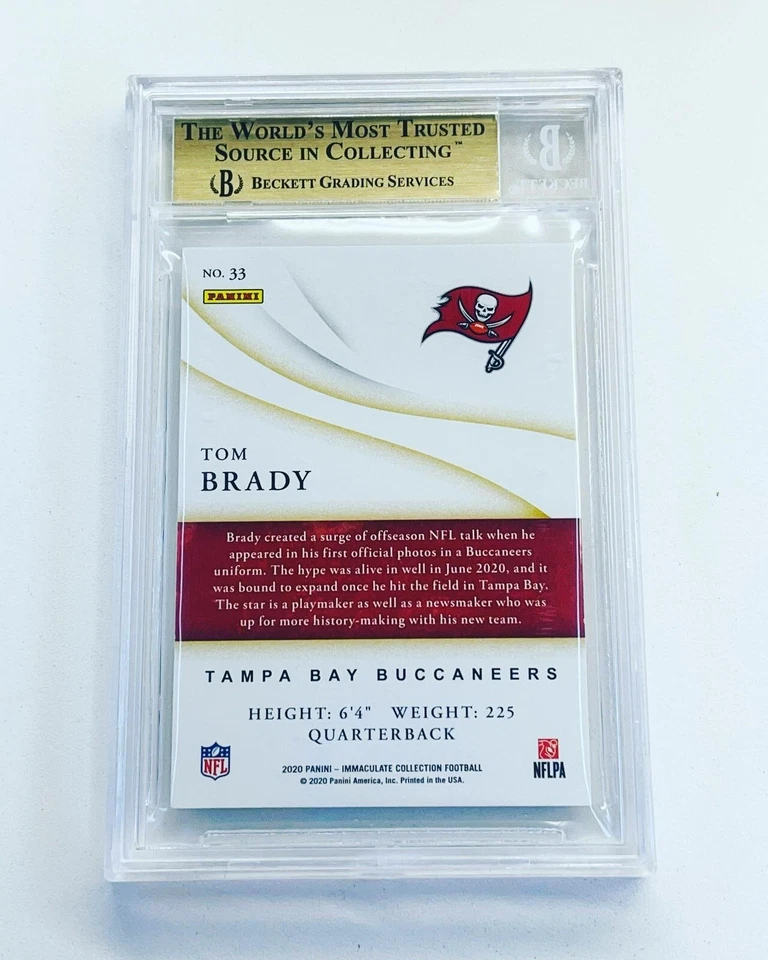 THE WORLD'S MOST TRUSTED
SOURCE IN COLLECTING™
B BECKETT GRADING SERVICES
B
BECKETT
NO. 33
PANINI
TOM
BRADY
Brady created a surge of offseason NFL talk when he
appeared in his first official photos in a Buccaneers
uniform. The hype was alive in well in June 2020, and it
was bound to expand once he hit the field in Tampa Bay.
The star is a playmaker as well as a newsmaker who was
up for more history-making with his new team.
TAMPA BAY BUCCANEERS
HEIGHT: 6'4" WEIGHT: 225
QUARTERBACK
NFL
2020 PANINI – IMMACULATE COLLECTION FOOTBALL
© 2020 Panini America, Inc. Printed in the USA.
NFLPA